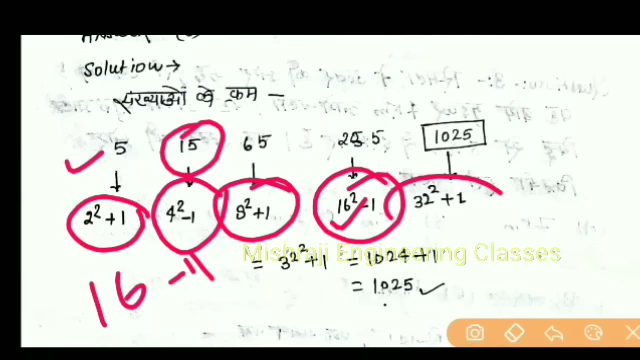 Solution →
संख्याओं के क्रम –
5 15 65 255 1025
2²+1 4²-1 8²+1 16²-1 32²+1
Mishraji Engineering Classes
= 32²+1 = 1024+1
= 1025 ✓
16 -1